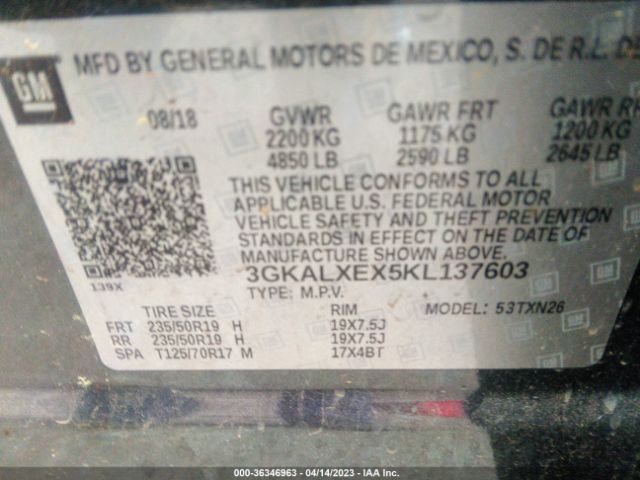 GM
MFD BY GENERAL MOTORS DE MEXICO, S. DE R.L. DE
08/18 GVWR GAWR FRT GAWR
2200 KG 1175 KG 1200 KG
4850 LB 2590 LB 2645 LB
THIS VEHICLE CONFORMS TO ALL
APPLICABLE U.S. FEDERAL MOTOR
VEHICLE SAFETY AND THEFT PREVENTION
STANDARDS IN EFFECT ON THE DATE OF
MANUFACTURE SHOWN ABOVE.
139X
3GKALXEX5KL137603
TYPE: M.P.V. MODEL: 53TXN26
TIRE SIZE RIM
FRT 235/50R19 H 19X7.5J
RR 235/50R19 H 19X7.5J
SPA T125/70R17 M 17X4BT
000-36346963 - 04/14/2023 - IAA Inc.